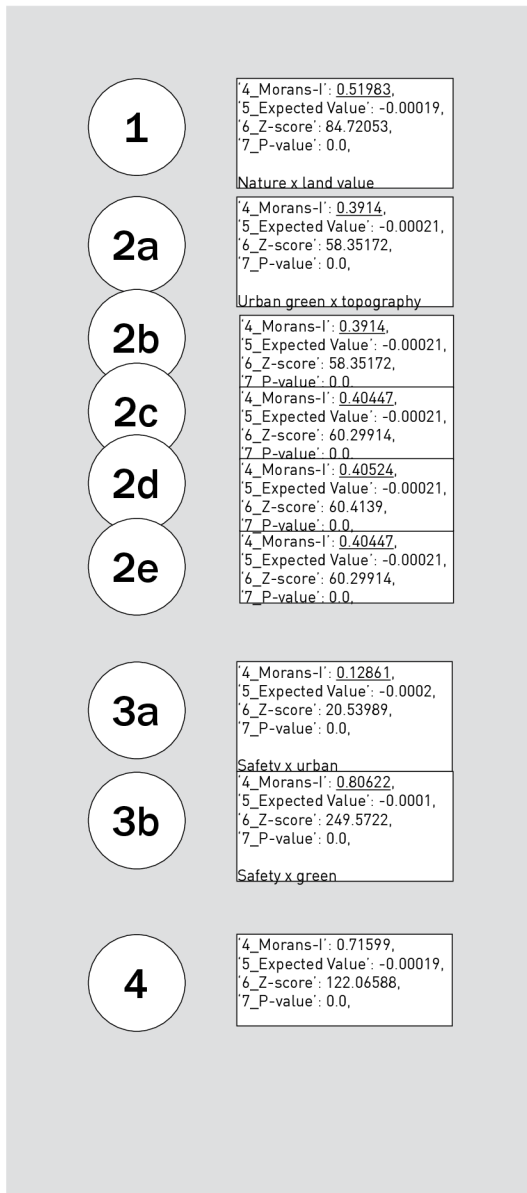 1
'4_Morans-I': 0.51983,
'5_Expected Value': -0.00019,
'6_Z-score': 84.72053,
'7_P-value': 0.0,
Nature x land value
2a
'4_Morans-I': 0.3914,
'5_Expected Value': -0.00021,
'6_Z-score': 58.35172,
'7_P-value': 0.0,
Urban green x topography
2b
'4_Morans-I': 0.3914,
'5_Expected Value': -0.00021,
'6_Z-score': 58.35172,
'7_P-value': 0.0,
2c
'4_Morans-I': 0.40447,
'5_Expected Value': -0.00021,
'6_Z-score': 60.29914,
'7_P-value': 0.0,
2d
'4_Morans-I': 0.40524,
'5_Expected Value': -0.00021,
'6_Z-score': 60.4139,
'7_P-value': 0.0,
2e
'4_Morans-I': 0.40447,
'5_Expected Value': -0.00021,
'6_Z-score': 60.29914,
'7_P-value': 0.0,
3a
'4_Morans-I': 0.12861,
'5_Expected Value': -0.0002,
'6_Z-score': 20.53989,
'7_P-value': 0.0,
Safety x urban
3b
'4_Morans-I': 0.80622,
'5_Expected Value': -0.0001,
'6_Z-score': 249.5722,
'7_P-value': 0.0,
Safety x green
4
'4_Morans-I': 0.71599,
'5_Expected Value': -0.00019,
'6_Z-score': 122.06588,
'7_P-value': 0.0,